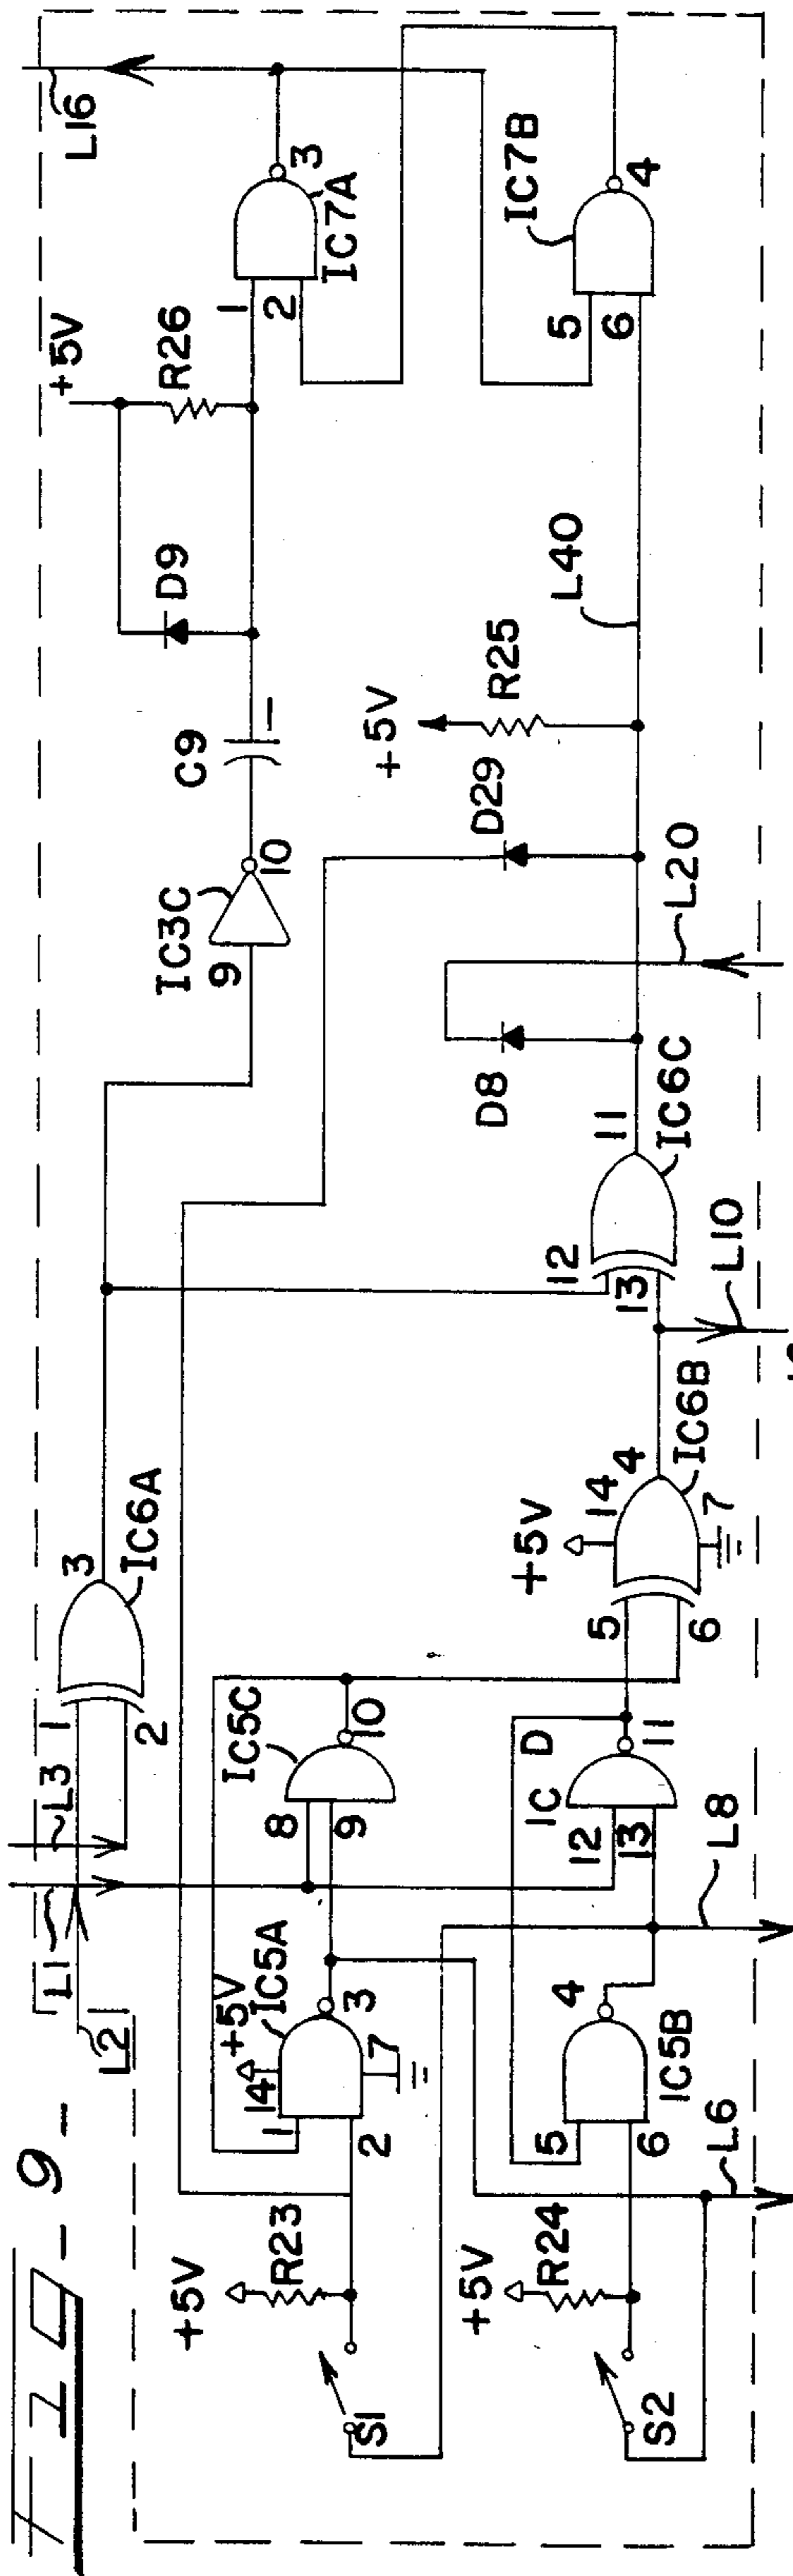 Fig-9-
L16
+5V
R26
D9
C9
IC3C
9
10
1
2
3
IC7A
IC7B
5
6
4
L40
+5V
R25
D29
D8
L20
11
IC6C
12
13
L10
IC6A
3
1
2
L3
L1
L2
IC6B
4
14
+5V
7
5
6
IC5C
10
8
9
D
IC
11
12
13
L8
+5V
IC5A
14
3
1
2
7
+5V
R23
S1
4
IC5B
5
6
L6
+5V
R24
S2